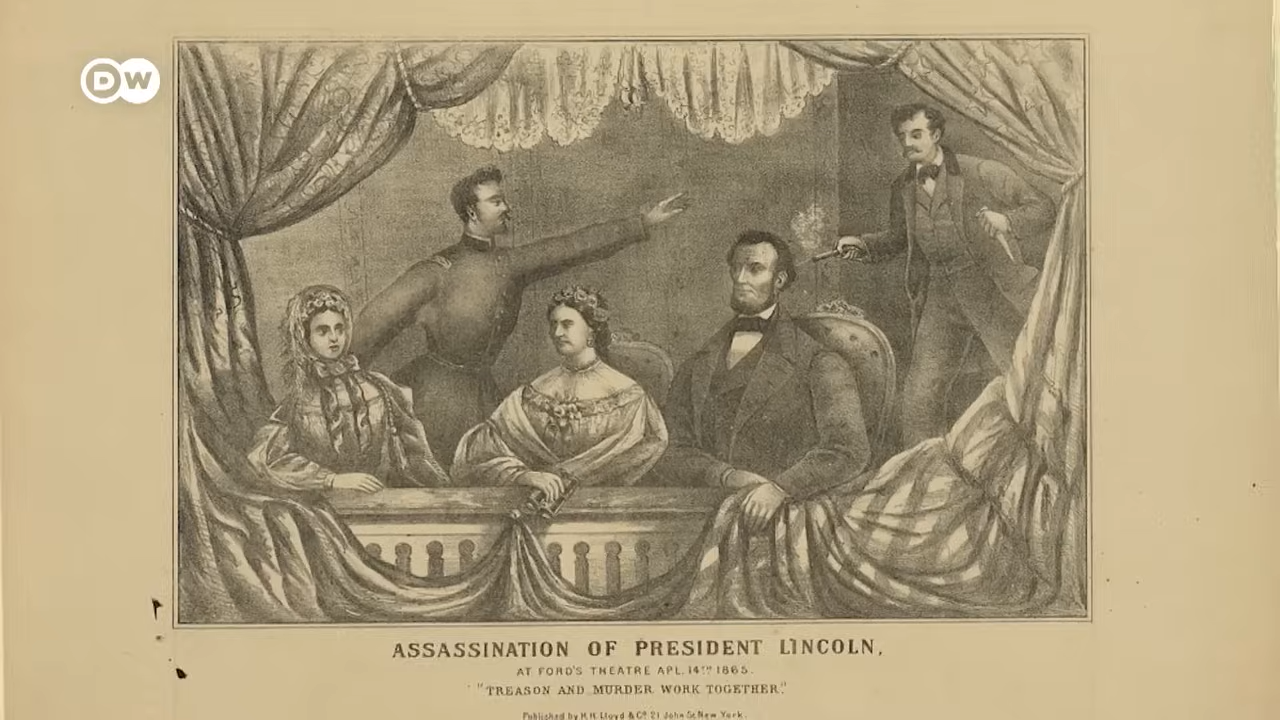 DW
ASSASSINATION OF PRESIDENT LINCOLN,
AT FORD'S THEATRE APL. 14TH 1865.
"TREASON AND MURDER WORK TOGETHER."
Published by H.H. Lloyd & Co. 21 John St. New York.